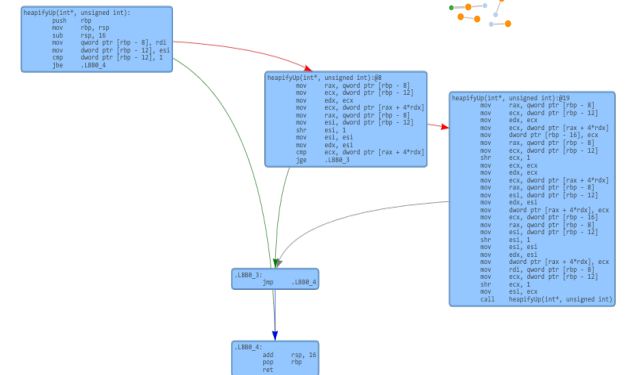 heapifyUp(int*, unsigned int):
push rbp
mov rbp, rsp
sub rsp, 16
mov qword ptr [rbp - 8], rdi
mov dword ptr [rbp - 12], esi
cmp dword ptr [rbp - 12], 1
jbe .LBB0_4
heapifyUp(int*, unsigned int):@8
mov rax, qword ptr [rbp - 8]
mov ecx, dword ptr [rbp - 12]
mov edx, ecx
mov ecx, dword ptr [rax + 4*rdx]
mov rax, qword ptr [rbp - 8]
mov esi, dword ptr [rbp - 12]
shr esi, 1
mov esi, esi
mov edx, esi
cmp ecx, dword ptr [rax + 4*rdx]
jge .LBB0_3
heapifyUp(int*, unsigned int):@19
mov rax, qword ptr [rbp - 8]
mov ecx, dword ptr [rbp - 12]
mov edx, ecx
mov ecx, dword ptr [rax + 4*rdx]
mov dword ptr [rbp - 16], ecx
mov rax, qword ptr [rbp - 8]
mov ecx, dword ptr [rbp - 12]
shr ecx, 1
mov ecx, ecx
mov edx, ecx
mov ecx, dword ptr [rax + 4*rdx]
mov rax, qword ptr [rbp - 8]
mov esi, dword ptr [rbp - 12]
mov edx, esi
mov dword ptr [rax + 4*rdx], ecx
mov ecx, dword ptr [rbp - 16]
mov rax, qword ptr [rbp - 8]
mov esi, dword ptr [rbp - 12]
shr esi, 1
mov esi, esi
mov edx, esi
mov dword ptr [rax + 4*rdx], ecx
mov rdi, qword ptr [rbp - 8]
mov ecx, dword ptr [rbp - 12]
shr ecx, 1
mov esi, ecx
call heapifyUp(int*, unsigned int)
.LBB0_3:
jmp .LBB0_4
.LBB0_4:
add rsp, 16
pop rbp
ret